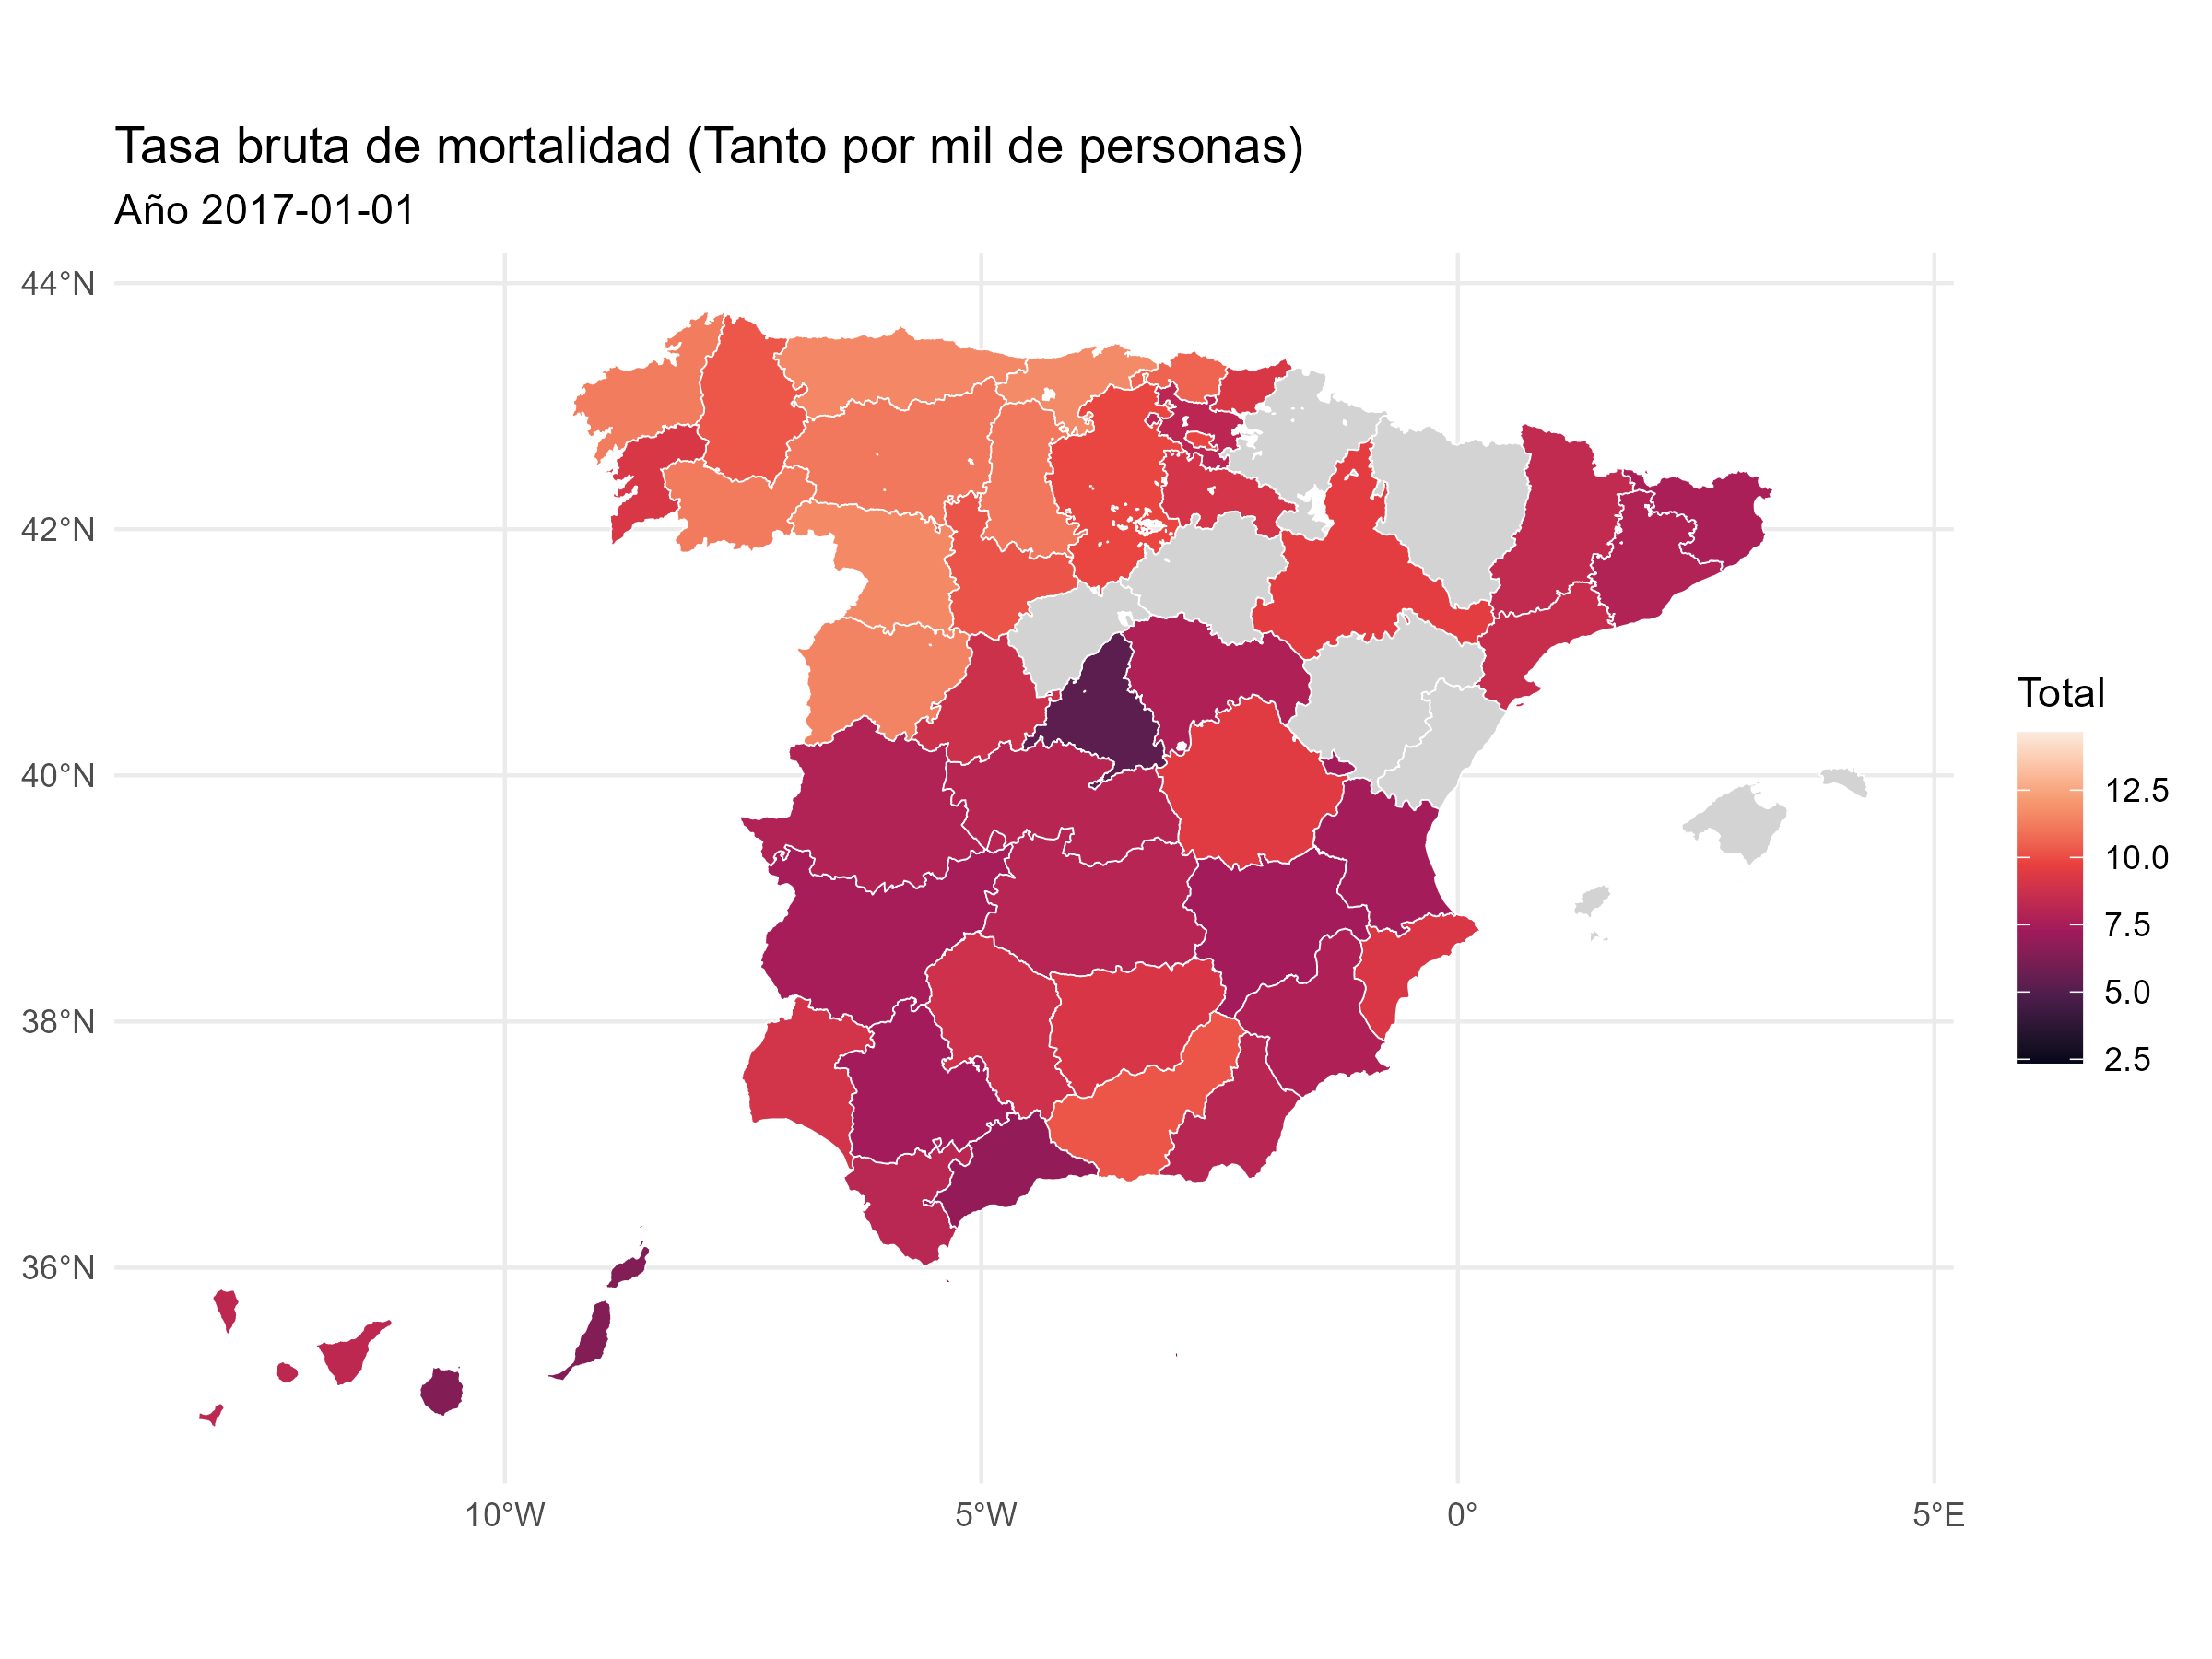 Tasa bruta de mortalidad (Tanto por mil de personas)
Año 2017-01-01
44°N
42°N
40°N
38°N
36°N
10°W
5°W
0°
5°E
Total
12.5
10.0
7.5
5.0
2.5